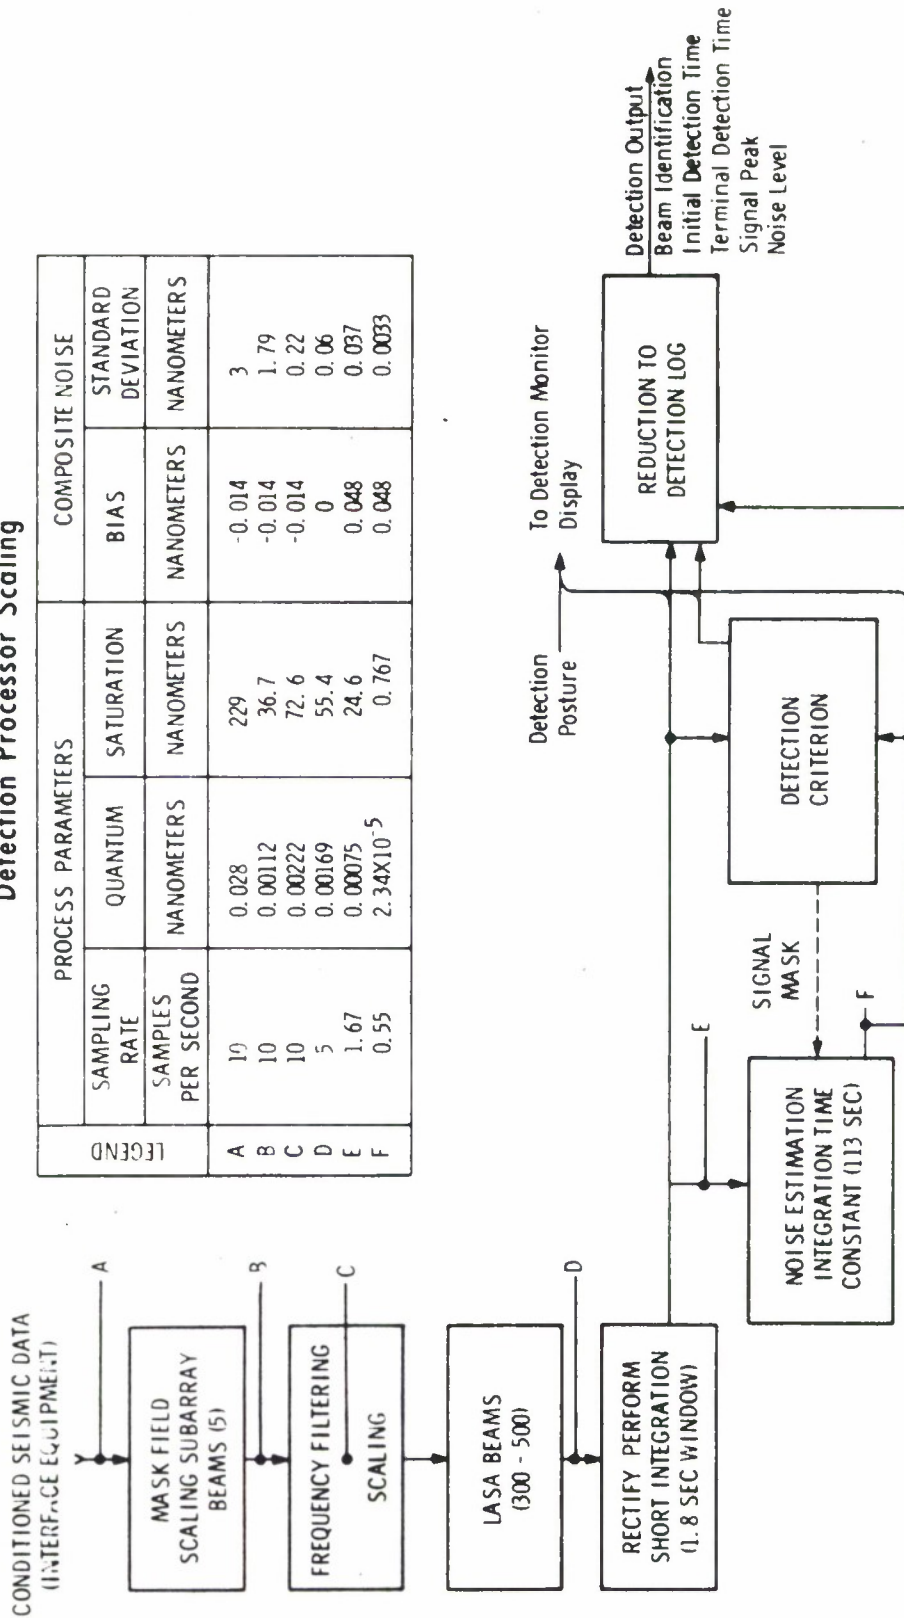 Detection Processor Scaling
LEGEND
PROCESS PARAMETERS
COMPOSITE NOISE
SAMPLING RATE
QUANTUM
SATURATION
BIAS
STANDARD DEVIATION
SAMPLES PER SECOND
NANOMETERS
NANOMETERS
NANOMETERS
NANOMETERS
A 10 0.028 229 -0.014 3
B 10 0.00112 36.7 -0.014 1.79
C 10 0.00222 72.6 -0.014 0.22
D 5 0.00169 55.4 0 0.06
E 1.67 0.00075 24.6 0.048 0.037
F 0.55 2.34X10-5 0.767 0.048 0.0033
CONDITIONED SEISMIC DATA
(INTERFACE EQUIPMENT)
A
MASK FIELD
SCALING SUBARRAY
BEAMS (5)
B
FREQUENCY FILTERING
C
SCALING
LASA BEAMS
(300 - 500)
D
RECTIFY PERFORM
SHORT INTEGRATION
(1.8 SEC WINDOW)
E
NOISE ESTIMATION
INTEGRATION TIME
CONSTANT (113 SEC)
F
SIGNAL
MASK
DETECTION
CRITERION
Detection
Posture
To Detection Monitor
Display
REDUCTION TO
DETECTION LOG
Detection Output
Beam Identification
Initial Detection Time
Terminal Detection Time
Signal Peak
Noise Level